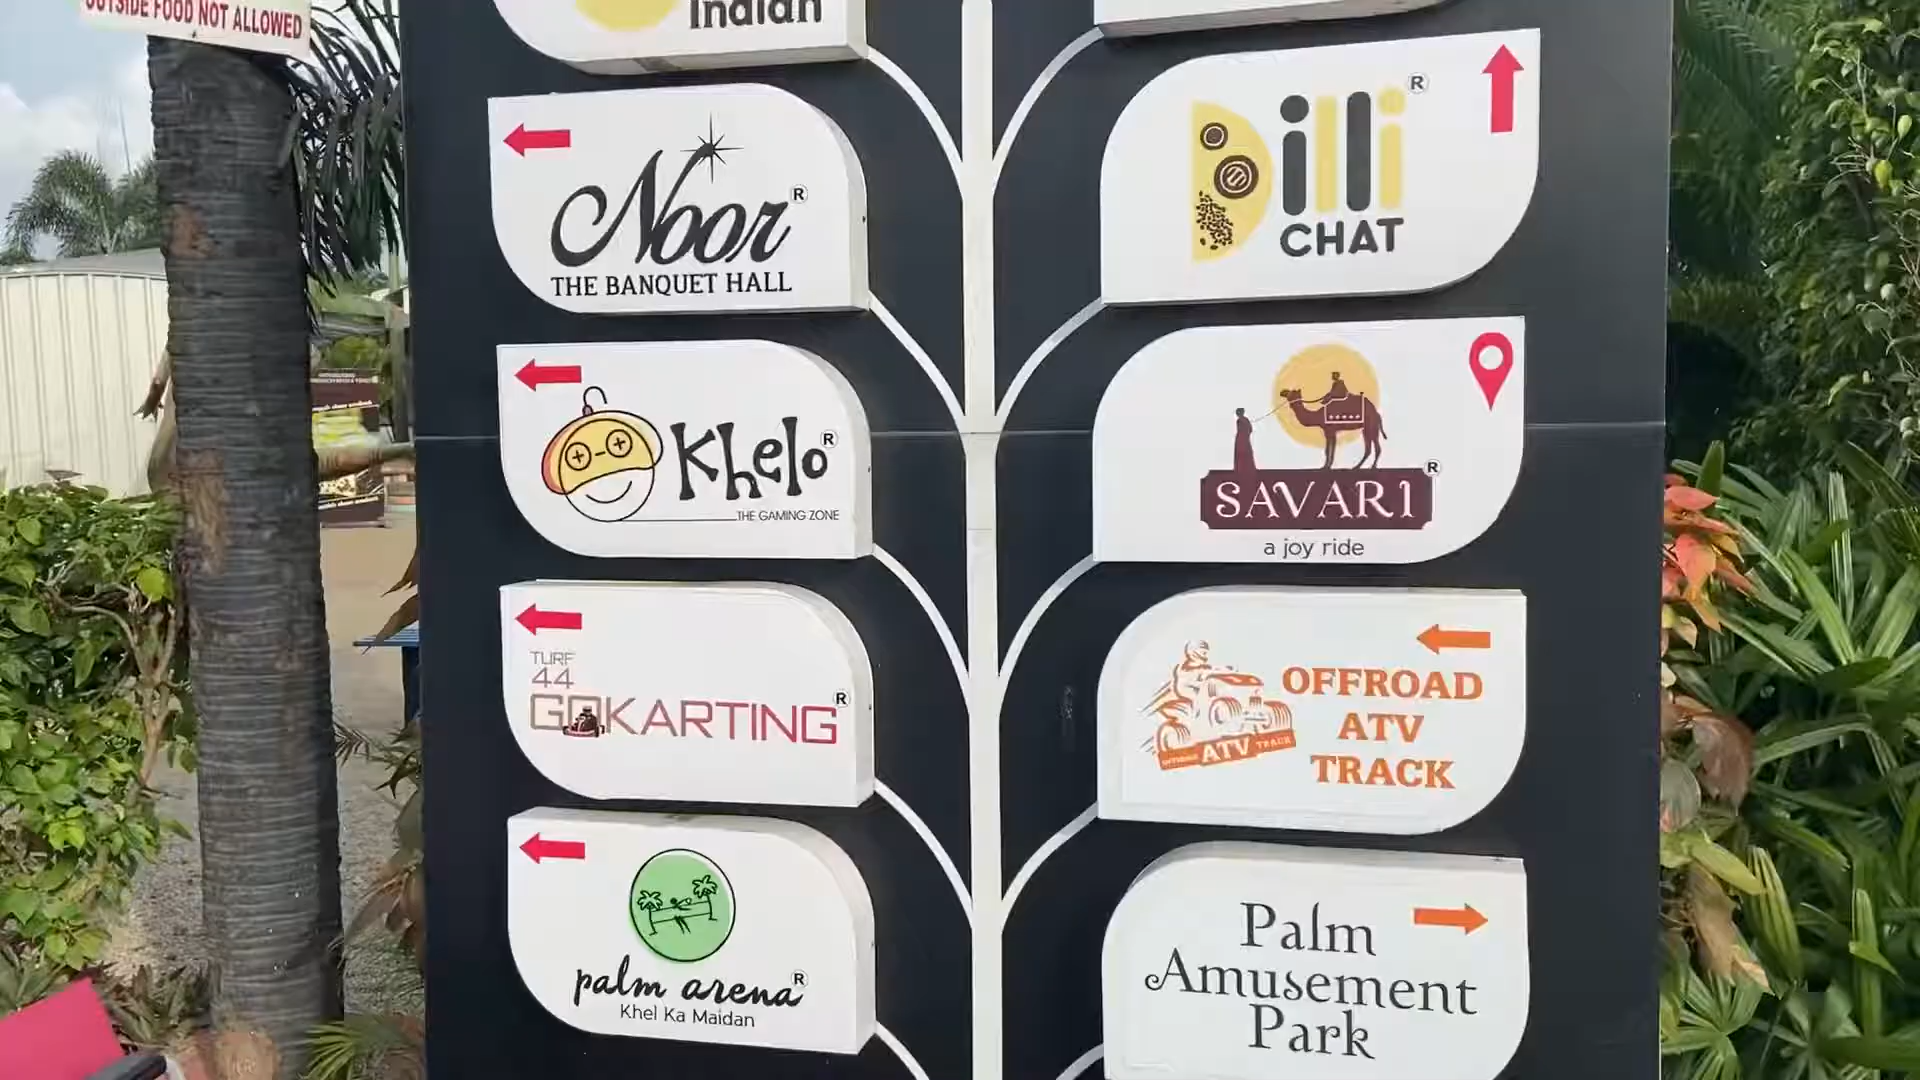 OUTSIDE FOOD NOT ALLOWED
Indian
Noor®
THE BANQUET HALL
Khelo®
THE GAMING ZONE
TURF
44
GOKARTING®
palm arena®
Khel Ka Maidan
Dilli®
CHAT
SAVARI®
a joy ride
OFFROAD
ATV
TRACK
OFFROAD ATV TRACK
Palm
Amusement
Park